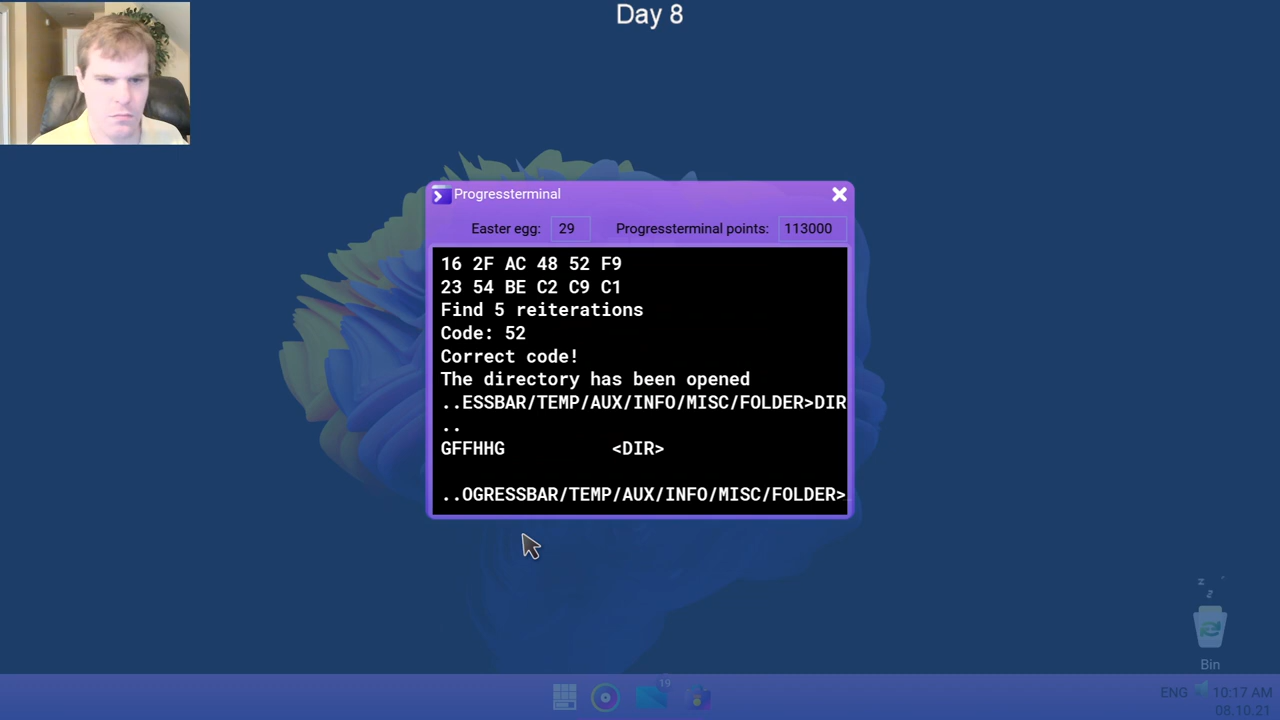 Day 8
Progressterminal
Easter egg: 29 Progressterminal points: 113000
16 2F AC 48 52 F9
23 54 BE C2 C9 C1
Find 5 reiterations
Code: 52
Correct code!
The directory has been opened
..ESSBAR/TEMP/AUX/INFO/MISC/FOLDER>DIR
..
GFFHHG <DIR>
..OGRESSBAR/TEMP/AUX/INFO/MISC/FOLDER>
z z
z
Bin
19
ENG 10:17 AM
08.10.21